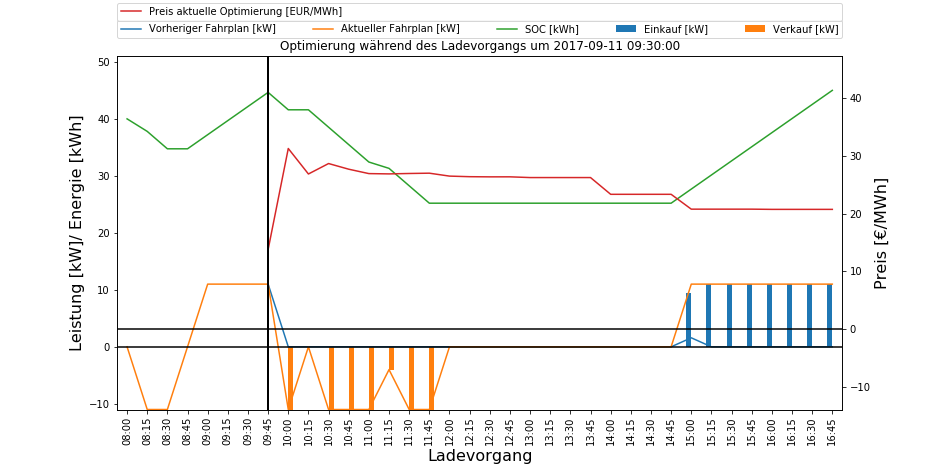 Preis aktuelle Optimierung [EUR/MWh]
Vorheriger Fahrplan [kW] Aktueller Fahrplan [kW] SOC [kWh] Einkauf [kW] Verkauf [kW]
Optimierung während des Ladevorgangs um 2017-09-11 09:30:00
Leistung [kW]/ Energie [kWh]
50
40
30
20
10
0
−10
Preis [€/MWh]
40
30
20
10
0
−10
08:00 08:15 08:30 08:45 09:00 09:15 09:30 09:45 10:00 10:15 10:30 10:45 11:00 11:15 11:30 11:45 12:00 12:15 12:30 12:45 13:00 13:15 13:30 13:45 14:00 14:15 14:30 14:45 15:00 15:15 15:30 15:45 16:00 16:15 16:30 16:45
Ladevorgang